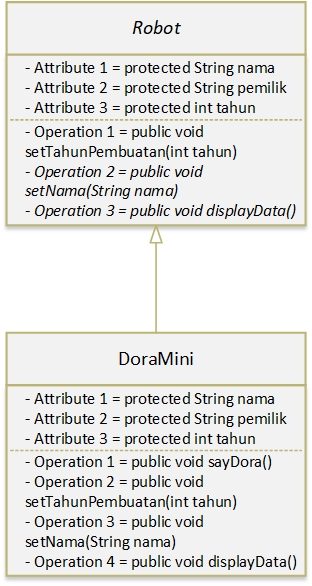 Robot
- Attribute 1 = protected String nama
- Attribute 2 = protected String pemilik
- Attribute 3 = protected int tahun
- Operation 1 = public void
setTahunPembuatan(int tahun)
- Operation 2 = public void
setNama(String nama)
- Operation 3 = public void displayData()
DoraMini
- Attribute 1 = protected String nama
- Attribute 2 = protected String pemilik
- Attribute 3 = protected int tahun
- Operation 1 = public void sayDora()
- Operation 2 = public void
setTahunPembuatan(int tahun)
- Operation 3 = public void
setNama(String nama)
- Operation 4 = public void displayData()